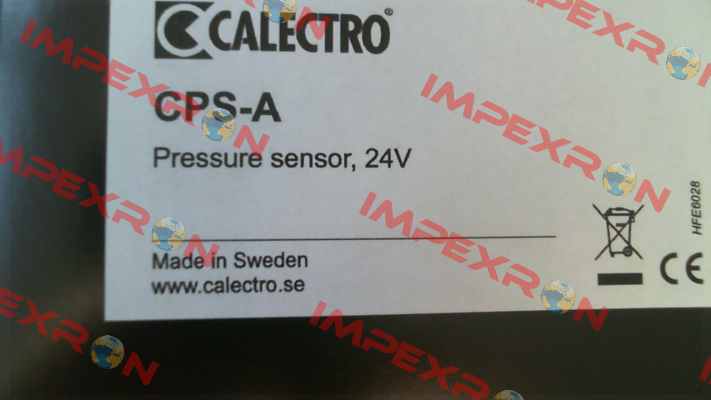 CALECTRO®
CPS-A
Pressure sensor, 24V
Made in Sweden
www.calectro.se
HFE6028
CE
IMPEXRON
IMPEXRON
IMPEXRON
IMPEXRON
IMPEXRON
IMPEXRON
IMPEXRON